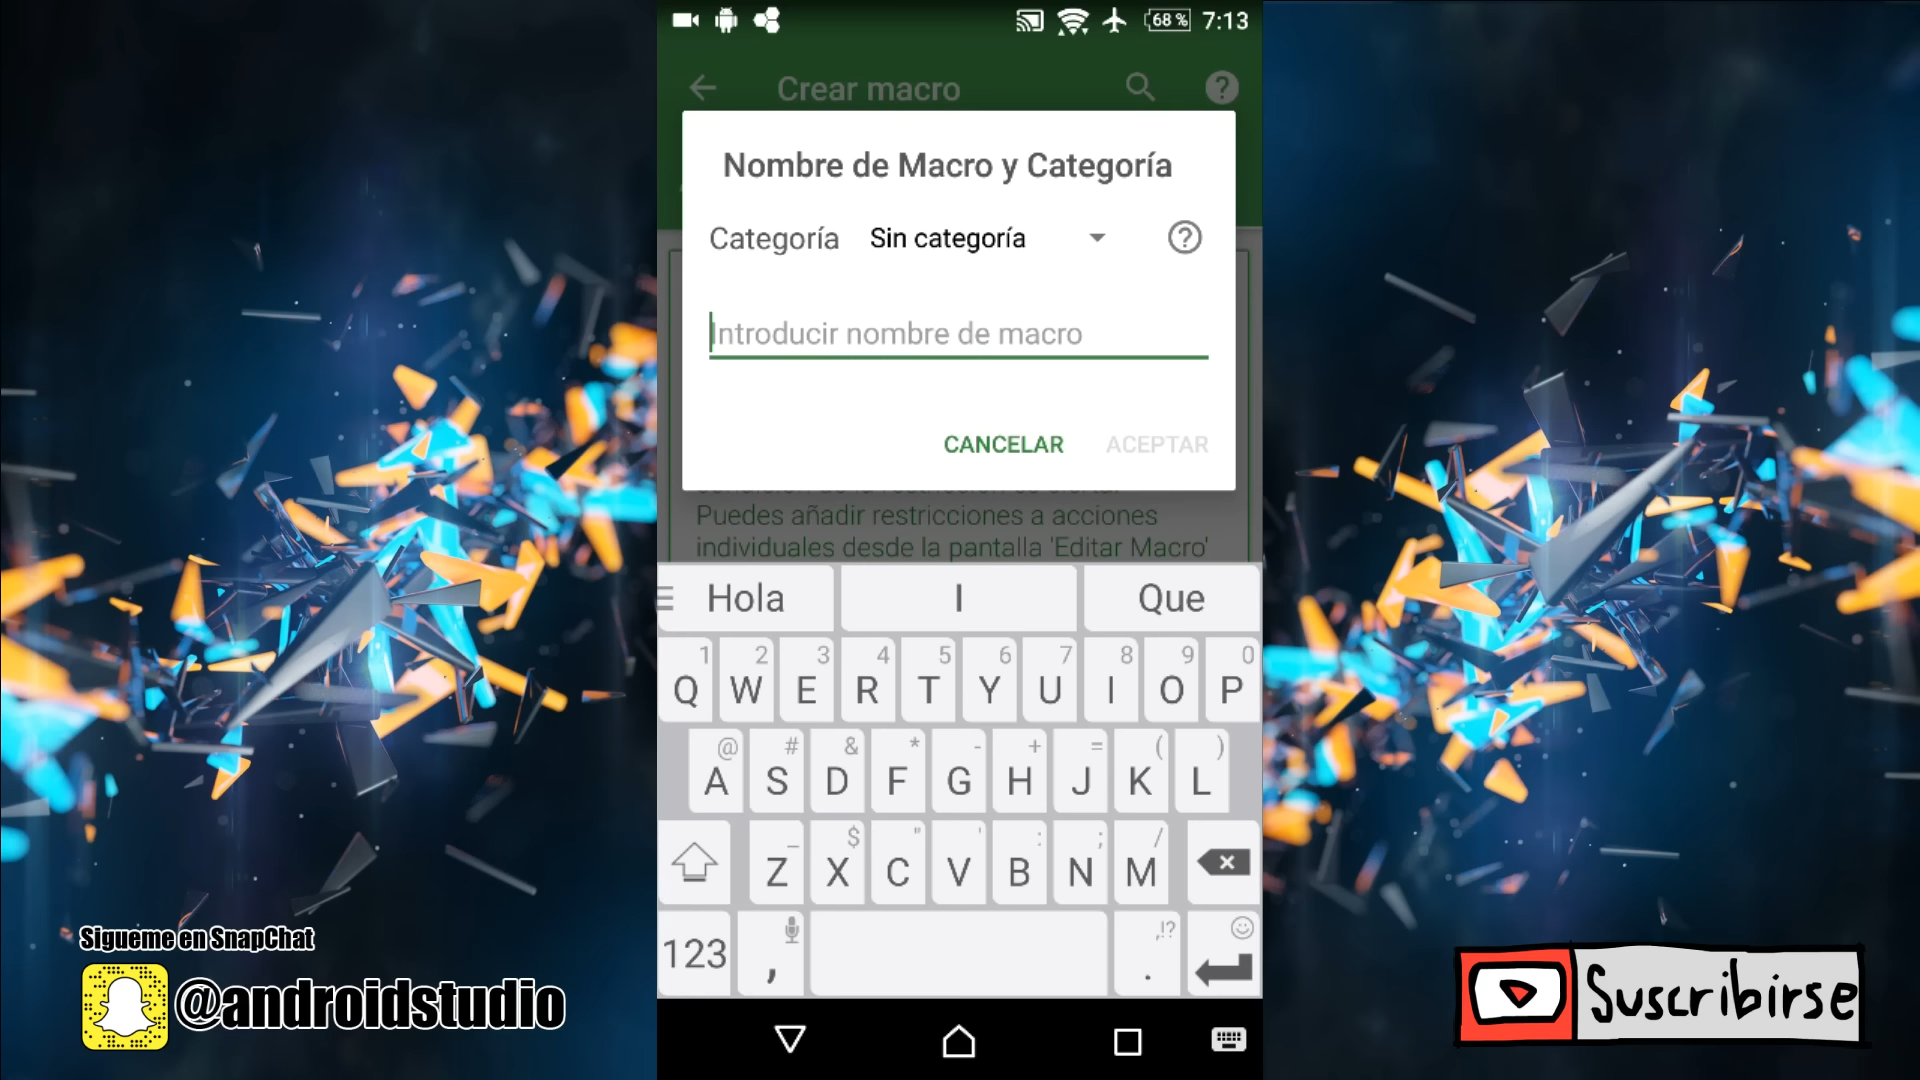 68 % 7:13
Crear macro
?
Nombre de Macro y Categoría
Categoría Sin categoría ?
Introducir nombre de macro
CANCELAR ACEPTAR
Puedes añadir restricciones a acciones
individuales desde la pantalla 'Editar Macro'
Hola I Que
1 2 3 4 5 6 7 8 9 0
Q W E R T Y U I O P
@ # & * - + = ( )
A S D F G H J K L
_ $ " ' : ; /
Z X C V B N M
,!?
123 , .
Sigueme en SnapChat
@androidstudio
Suscribirse